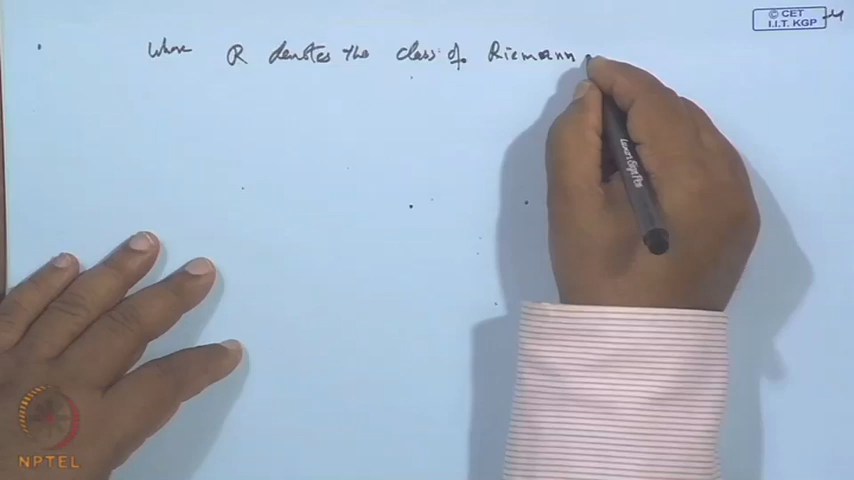 © CET
I.I.T. KGP
Where R denotes the class of Riemann
NPTEL